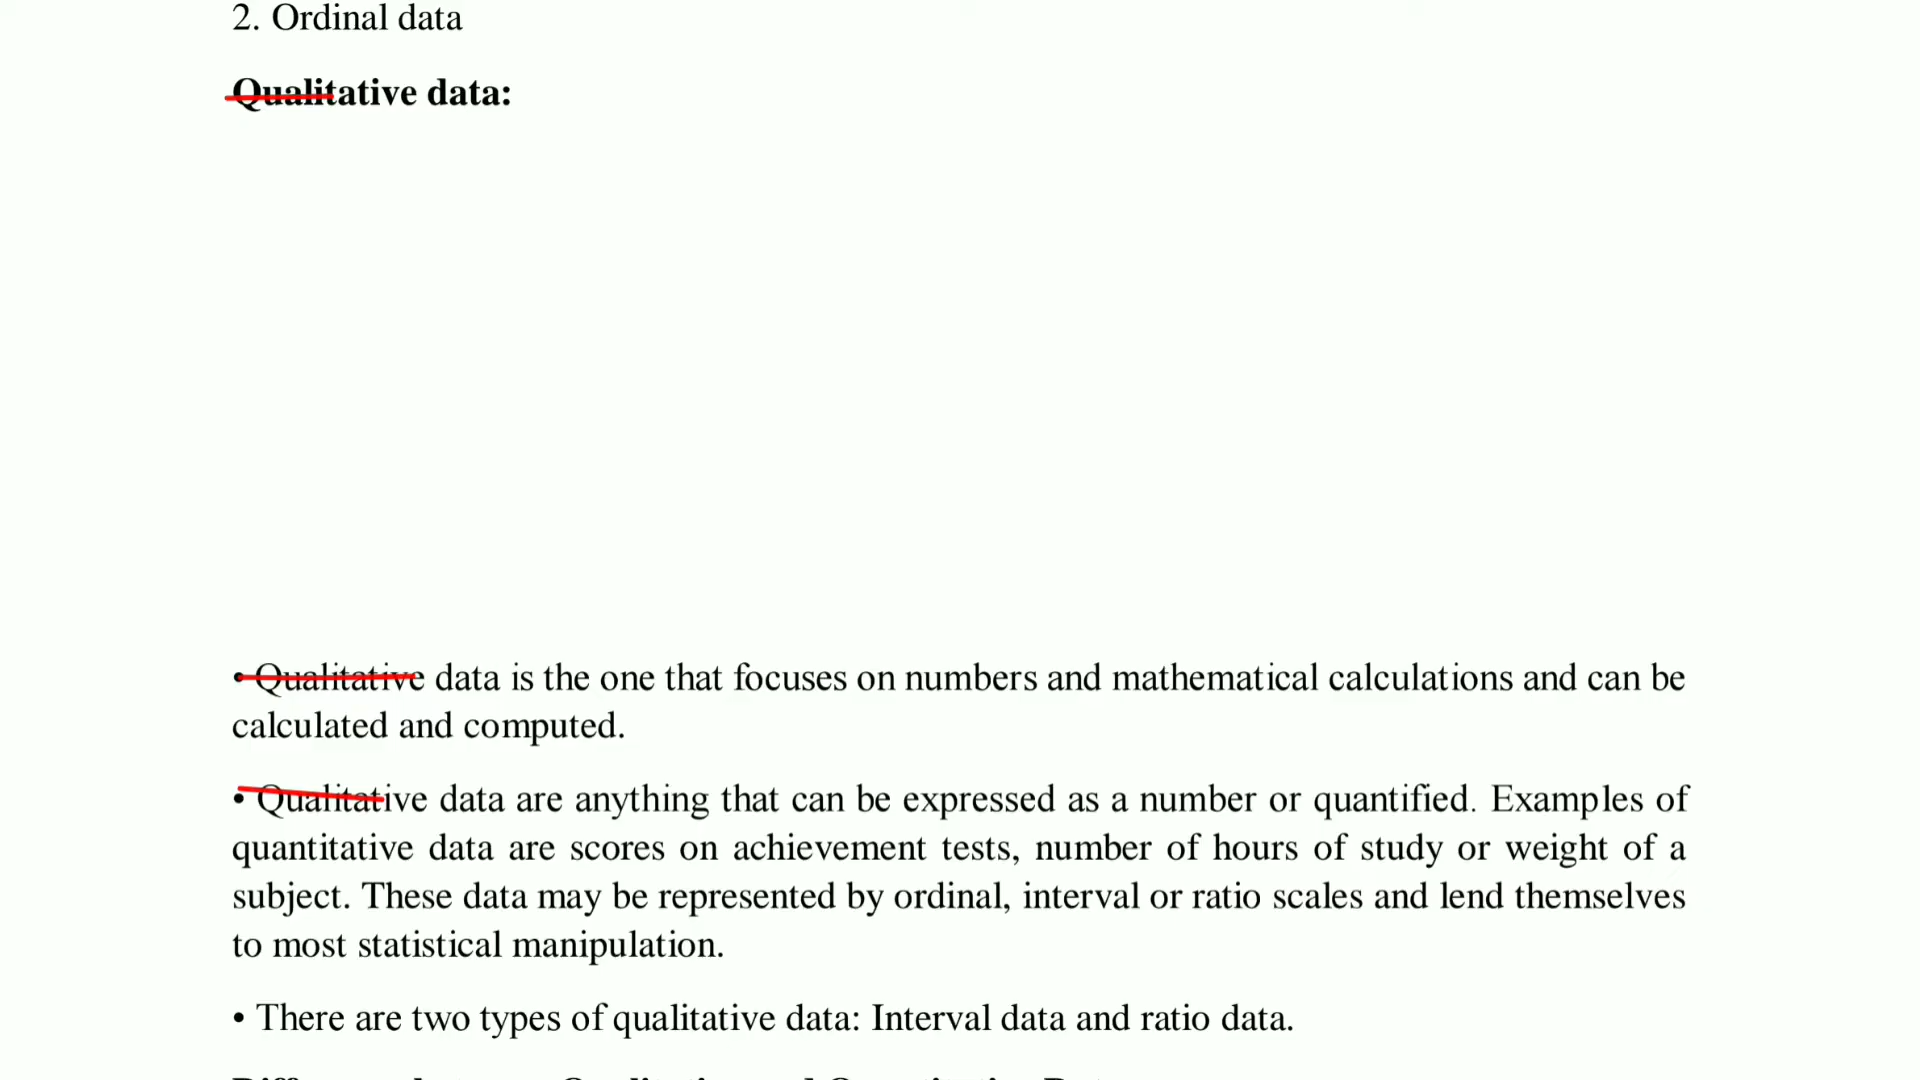 2. Ordinal data
Qualitative data:
• Qualitative data is the one that focuses on numbers and mathematical calculations and can be
calculated and computed.
• Qualitative data are anything that can be expressed as a number or quantified. Examples of
quantitative data are scores on achievement tests, number of hours of study or weight of a
subject. These data may be represented by ordinal, interval or ratio scales and lend themselves
to most statistical manipulation.
• There are two types of qualitative data: Interval data and ratio data.